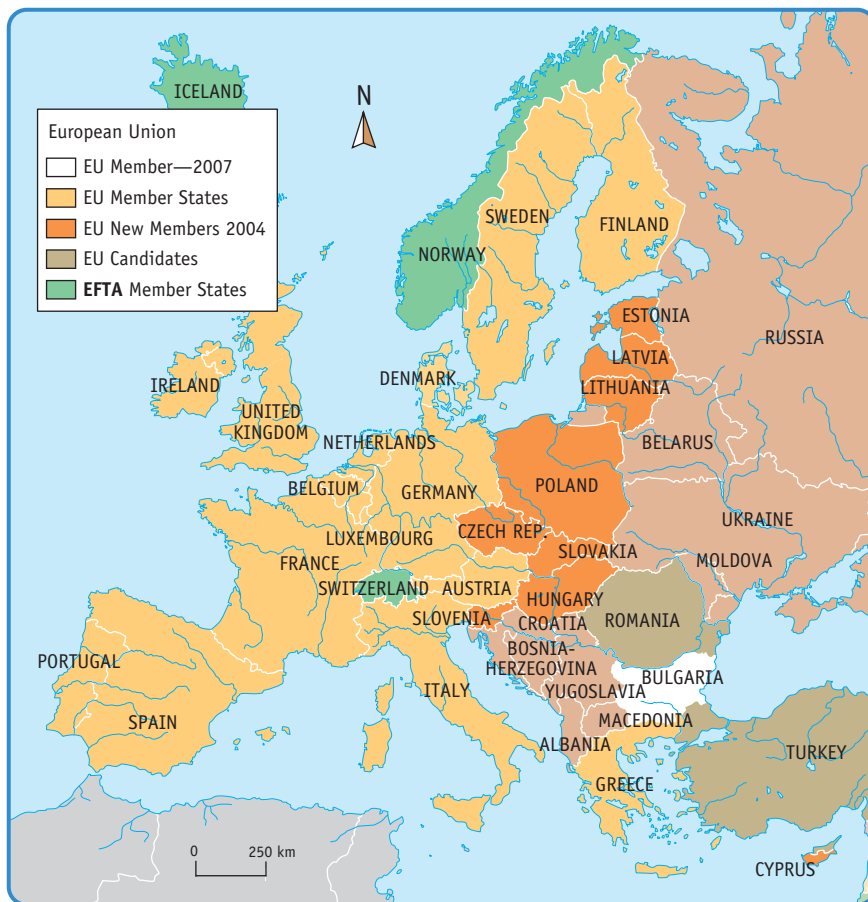 ICELAND
N
European Union
EU Member—2007
EU Member States
EU New Members 2004
EU Candidates
EFTA Member States
SWEDEN
FINLAND
NORWAY
ESTONIA
RUSSIA
LATVIA
DENMARK
LITHUANIA
IRELAND
UNITED
KINGDOM
NETHERLANDS
BELARUS
BELGIUM
GERMANY
POLAND
UKRAINE
CZECH REP.
LUXEMBOURG
SLOVAKIA
FRANCE
MOLDOVA
SWITZERLAND
AUSTRIA
HUNGARY
SLOVENIA
CROATIA
ROMANIA
BOSNIA-
HERZEGOVINA
PORTUGAL
BULGARIA
YUGOSLAVIA
ITALY
SPAIN
MACEDONIA
ALBANIA
TURKEY
GREECE
0 250 km
CYPRUS